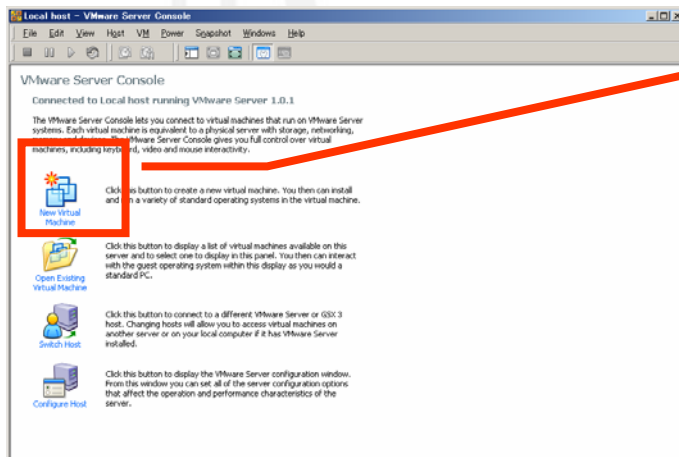 Local host - VMware Server Console
File Edit View Host VM Power Snapshot Windows Help
VMware Server Console
Connected to Local host running VMware Server 1.0.1
The VMware Server Console lets you connect to virtual machines that run on VMware Server
systems. Each virtual machine is equivalent to a physical server with storage, networking,
The VMware Server Console gives you full control over virtual
machines, including keyboard, video and mouse interactivity.
New Virtual
Machine
Click this button to create a new virtual machine. You then can install
and run a variety of standard operating systems in the virtual machine.
Open Existing
Virtual Machine
Click this button to display a list of virtual machines available on this
server and to select one to display in this panel. You then can interact
with the guest operating system within this display as you would a
standard PC.
Switch Host
Click this button to connect to a different VMware Server or GSX 3
host. Changing hosts will allow you to access virtual machines on
another server or on your local computer if it has VMware Server
installed.
Configure Host
Click this button to display the VMware Server configuration window.
From this window you can set all of the server configuration options
that affect the operation and performance characteristics of the
server.